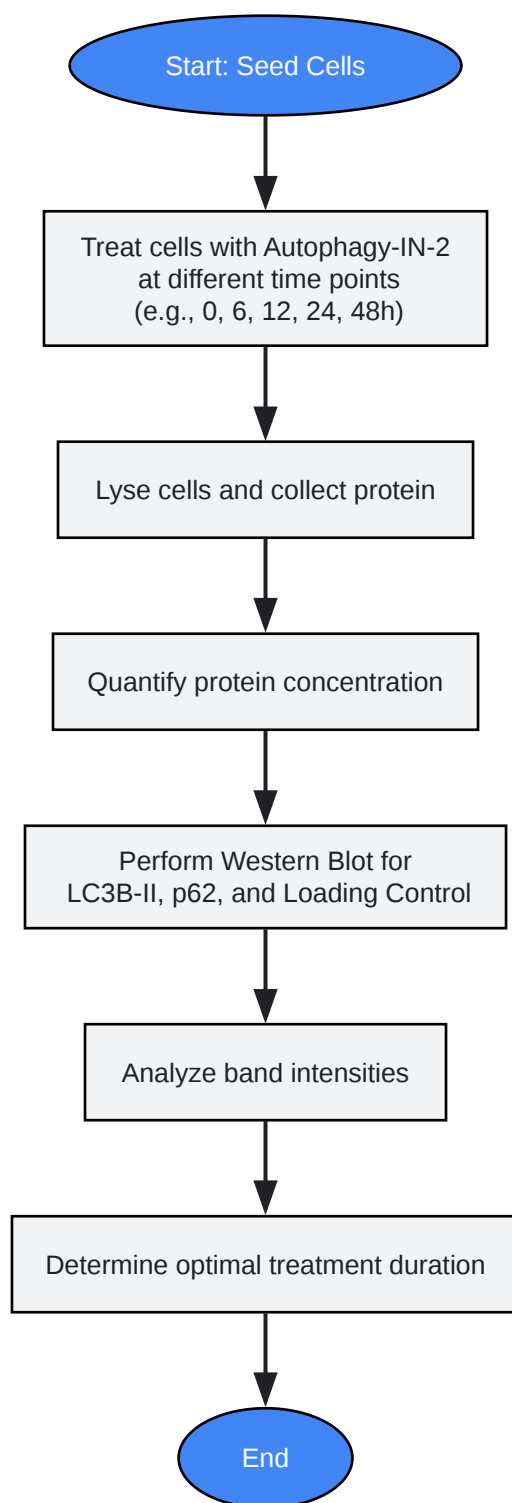 Start: Seed Cells
Treat cells with Autophagy-IN-2
at different time points
(e.g., 0, 6, 12, 24, 48h)
Lyse cells and collect protein
Quantify protein concentration
Perform Western Blot for
LC3B-II, p62, and Loading Control
Analyze band intensities
Determine optimal treatment duration
End